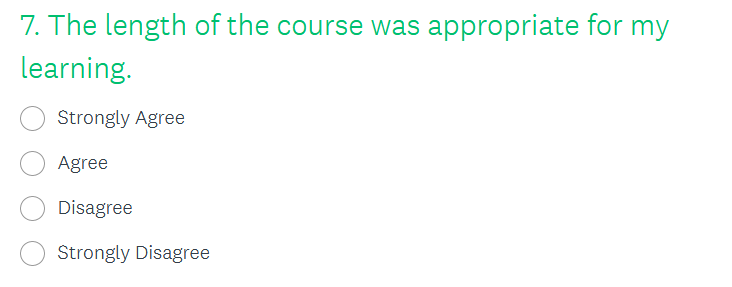 7. The length of the course was appropriate for my
learning.
Strongly Agree
Agree
Disagree
Strongly Disagree